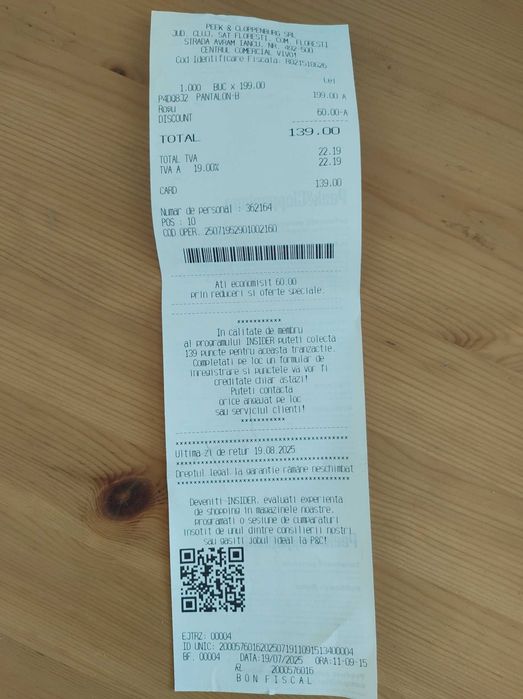 PEEK & CLOPPENBURG SRL
JUD. CLUJ, SAT FLORESTI, COM. FLORESTI
STRADA AVRAM IANCU, NR. 492-500
CENTRUL COMERCIAL VIVO!
Cod Identificare Fiscala: RO21518626
Lei
1.000 BUC x 199.00
P4DQ8J2 PANTALON-B 199.00 A
Rosu
DISCOUNT 60.00-A
TOTAL 139.00
TOTAL TVA 22.19
TVA A 19.00% 22.19
CARD 139.00
Numar de personal : 362164
POS : 10
COD OPER. 25071952901002160
Ati economisit 60.00
prin reduceri si oferte speciale.
***********
In calitate de membru
al programului INSIDER puteti colecta
139 puncte pentru aceasta tranzactie.
Completati pe loc un formular de
inregistrare si punctele va vor fi
creditate chiar astazi!
Puteti contacta
orice angajat pe loc
sau serviciul clienti!
***********
Ultima zi de retur 19.08.2025
Dreptul legal la garantie rămâne neschimbat
Deveniti INSIDER, evaluati experienta
de shopping in magazinele noastre,
programati o sesiune de cumparaturi
insotit de unul dintre consilierii nostri
sau gasiti jobul ideal la P&C!
EJTRZ: 00004
ID UNIC: 2000576016202507191109151340004
BF. 00004 DATA:19/07/2025 ORA:11-09-15
2000576016
BON FISCAL